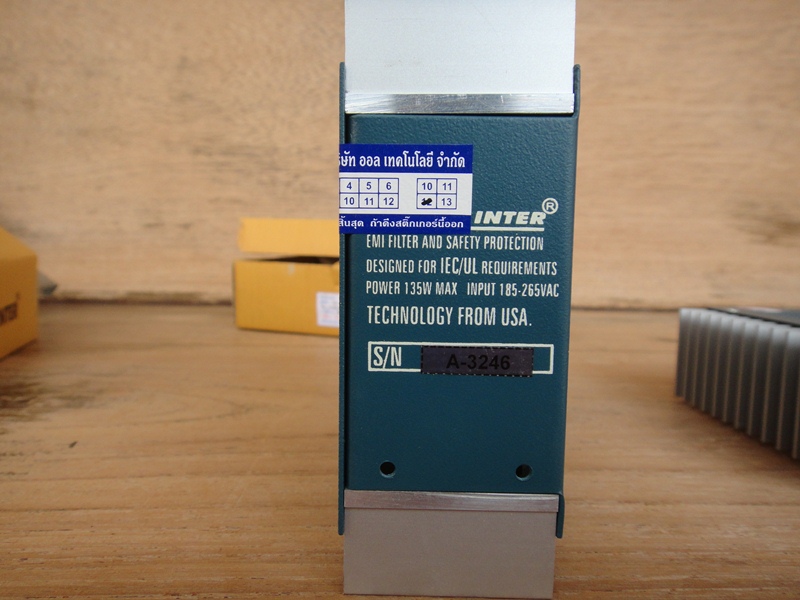 ริษัท ออล เทคโนโลยี จำกัด
4 5 6 10 11
10 11 12 13
สิ้นสุด ถ้าดึงสติ๊กเกอร์นี้ออก
INTER®
EMI FILTER AND SAFETY PROTECTION
DESIGNED FOR IEC/UL REQUIREMENTS
POWER 135W MAX INPUT 185-265VAC
TECHNOLOGY FROM USA.
S/N A-3246